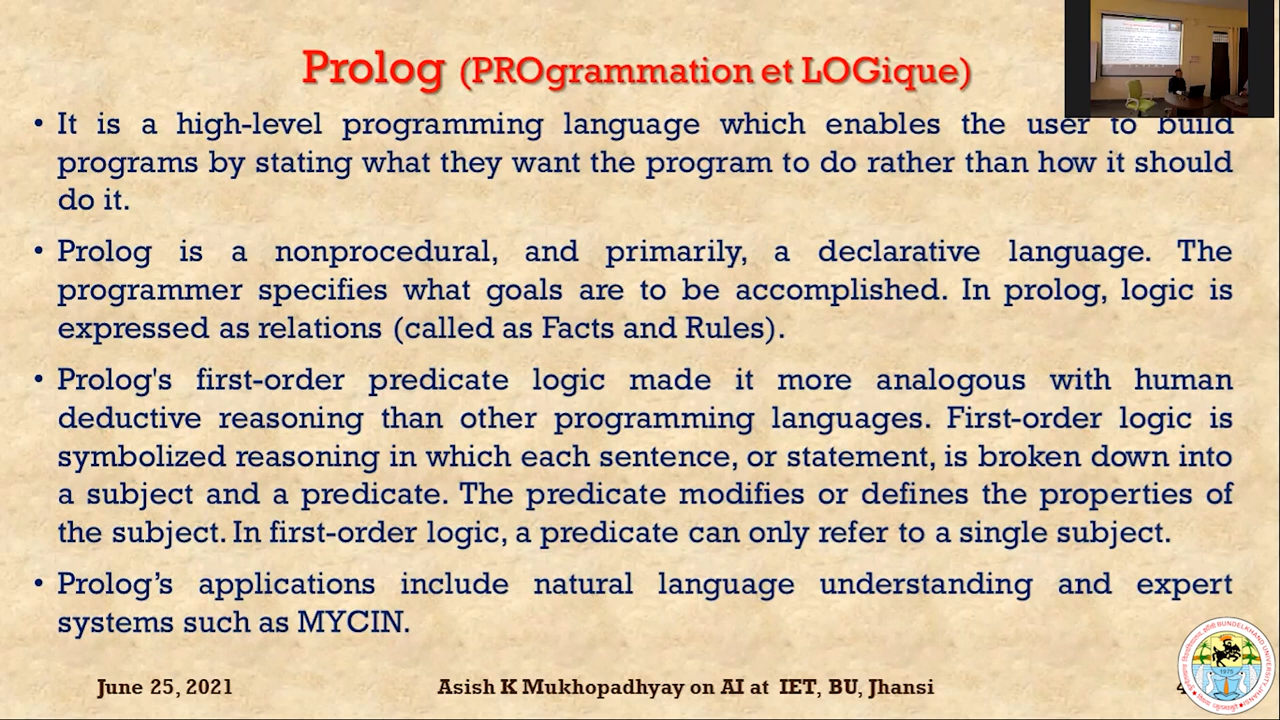 Prolog (PROgrammation et LOGique)
• It is a high-level programming language which enables the user to build
programs by stating what they want the program to do rather than how it should
do it.
• Prolog is a nonprocedural, and primarily, a declarative language. The
programmer specifies what goals are to be accomplished. In prolog, logic is
expressed as relations (called as Facts and Rules).
• Prolog's first-order predicate logic made it more analogous with human
deductive reasoning than other programming languages. First-order logic is
symbolized reasoning in which each sentence, or statement, is broken down into
a subject and a predicate. The predicate modifies or defines the properties of
the subject. In first-order logic, a predicate can only refer to a single subject.
• Prolog’s applications include natural language understanding and expert
systems such as MYCIN.
June 25, 2021 Asish K Mukhopadhyay on AI at IET, BU, Jhansi
BUNDELKHAND UNIVERSITY JHANSI
1975